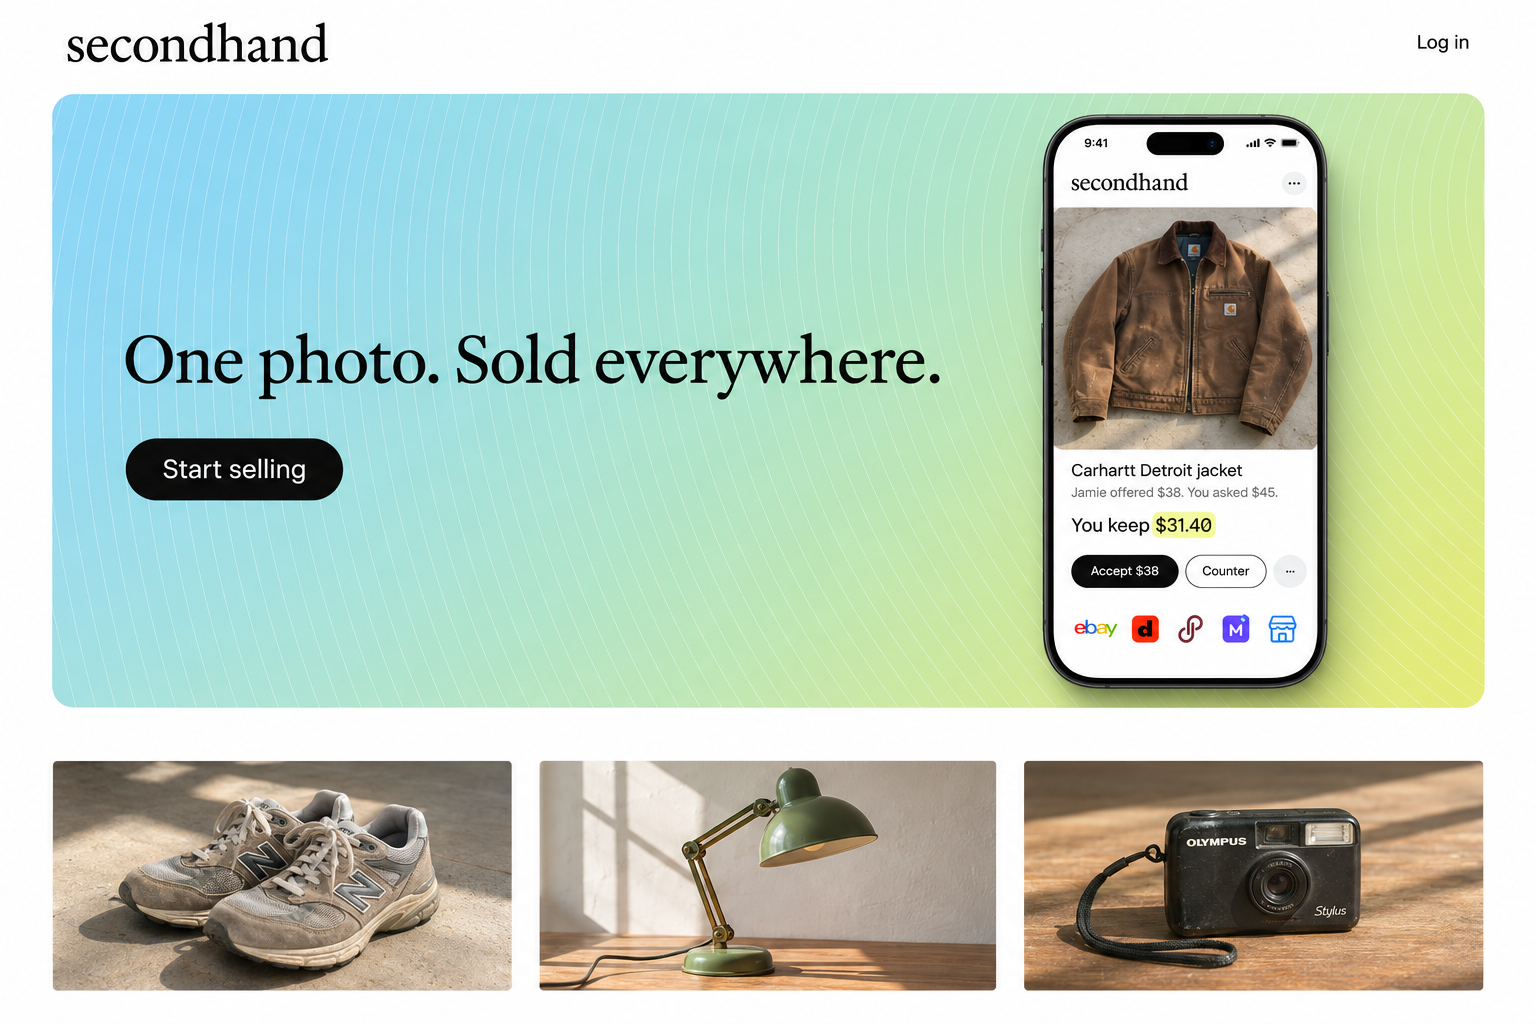 secondhand
Log in
One photo. Sold everywhere.
Start selling
9:41
secondhand
Carhartt Detroit jacket
Jamie offered $38. You asked $45.
You keep $31.40
Accept $38
Counter
ebay
d
M
N
N
OLYMPUS
Stylus